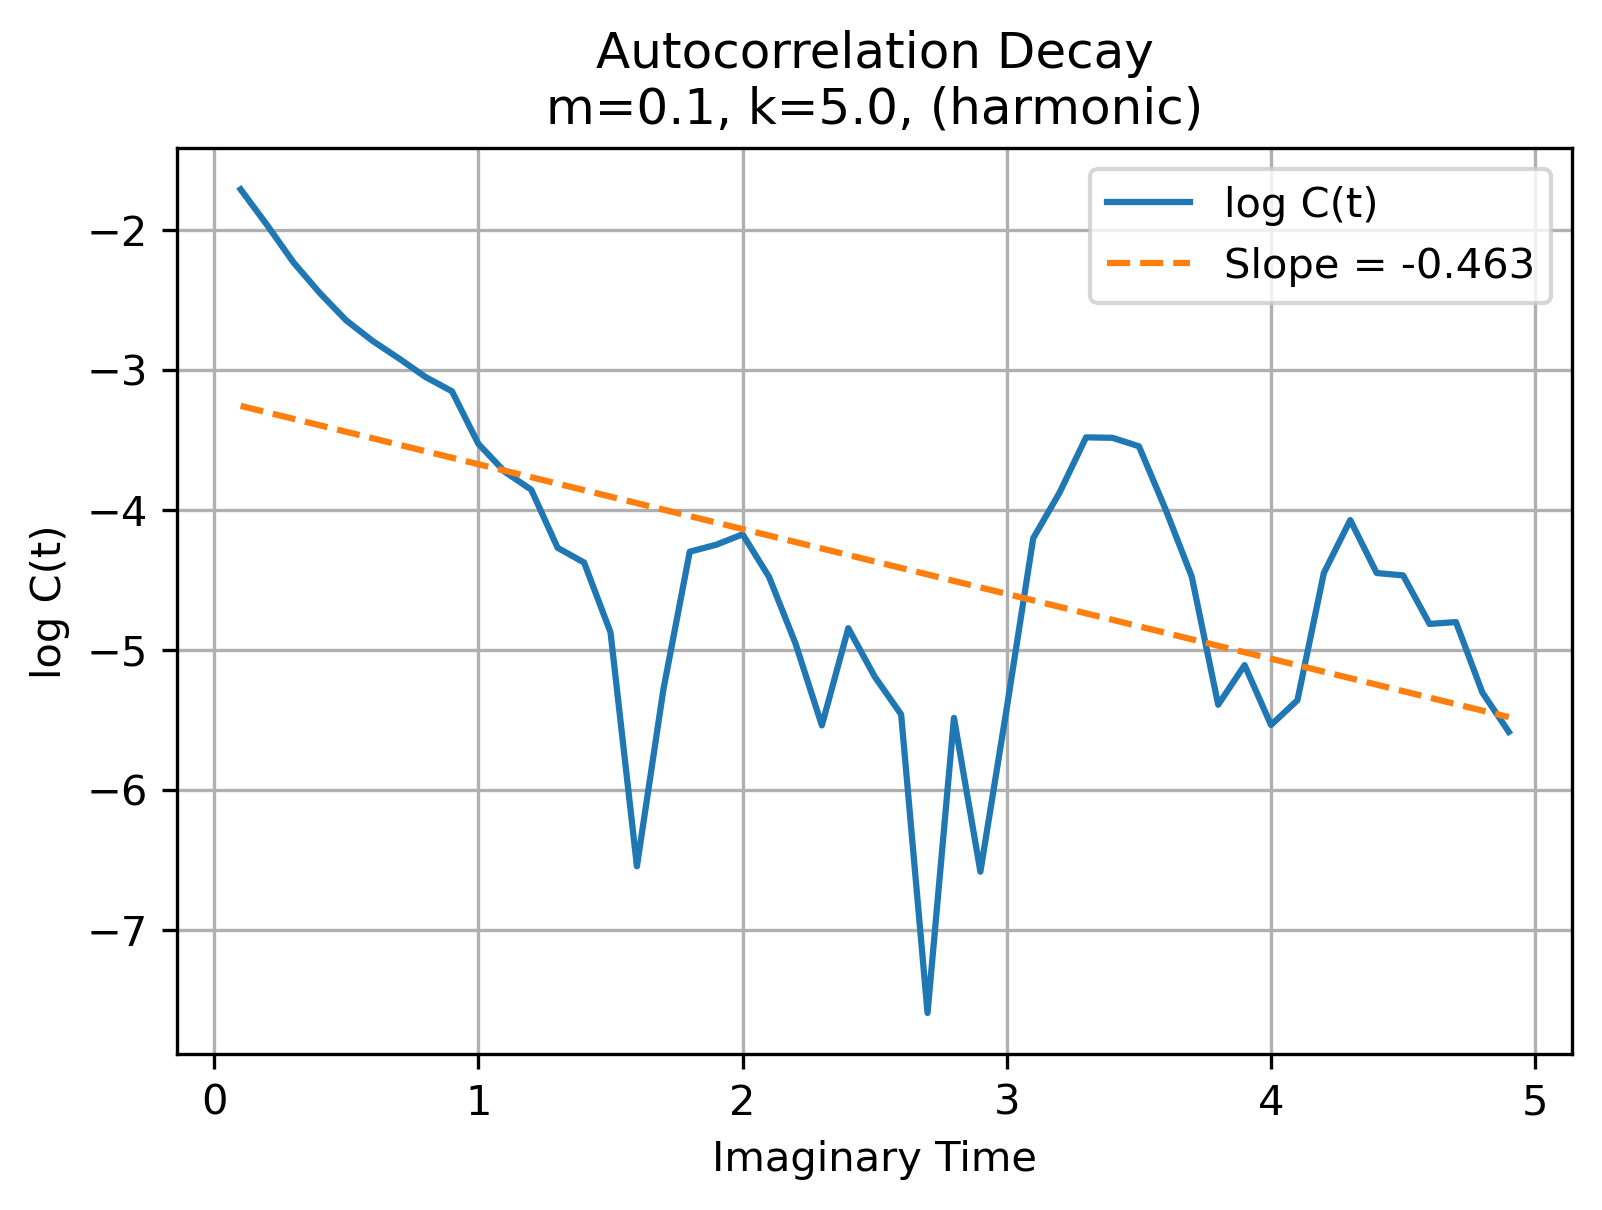 Autocorrelation Decay
m=0.1, k=5.0, (harmonic)
log C(t)
Slope = -0.463
log C(t)
−2
−3
−4
−5
−6
−7
0 1 2 3 4 5
Imaginary Time